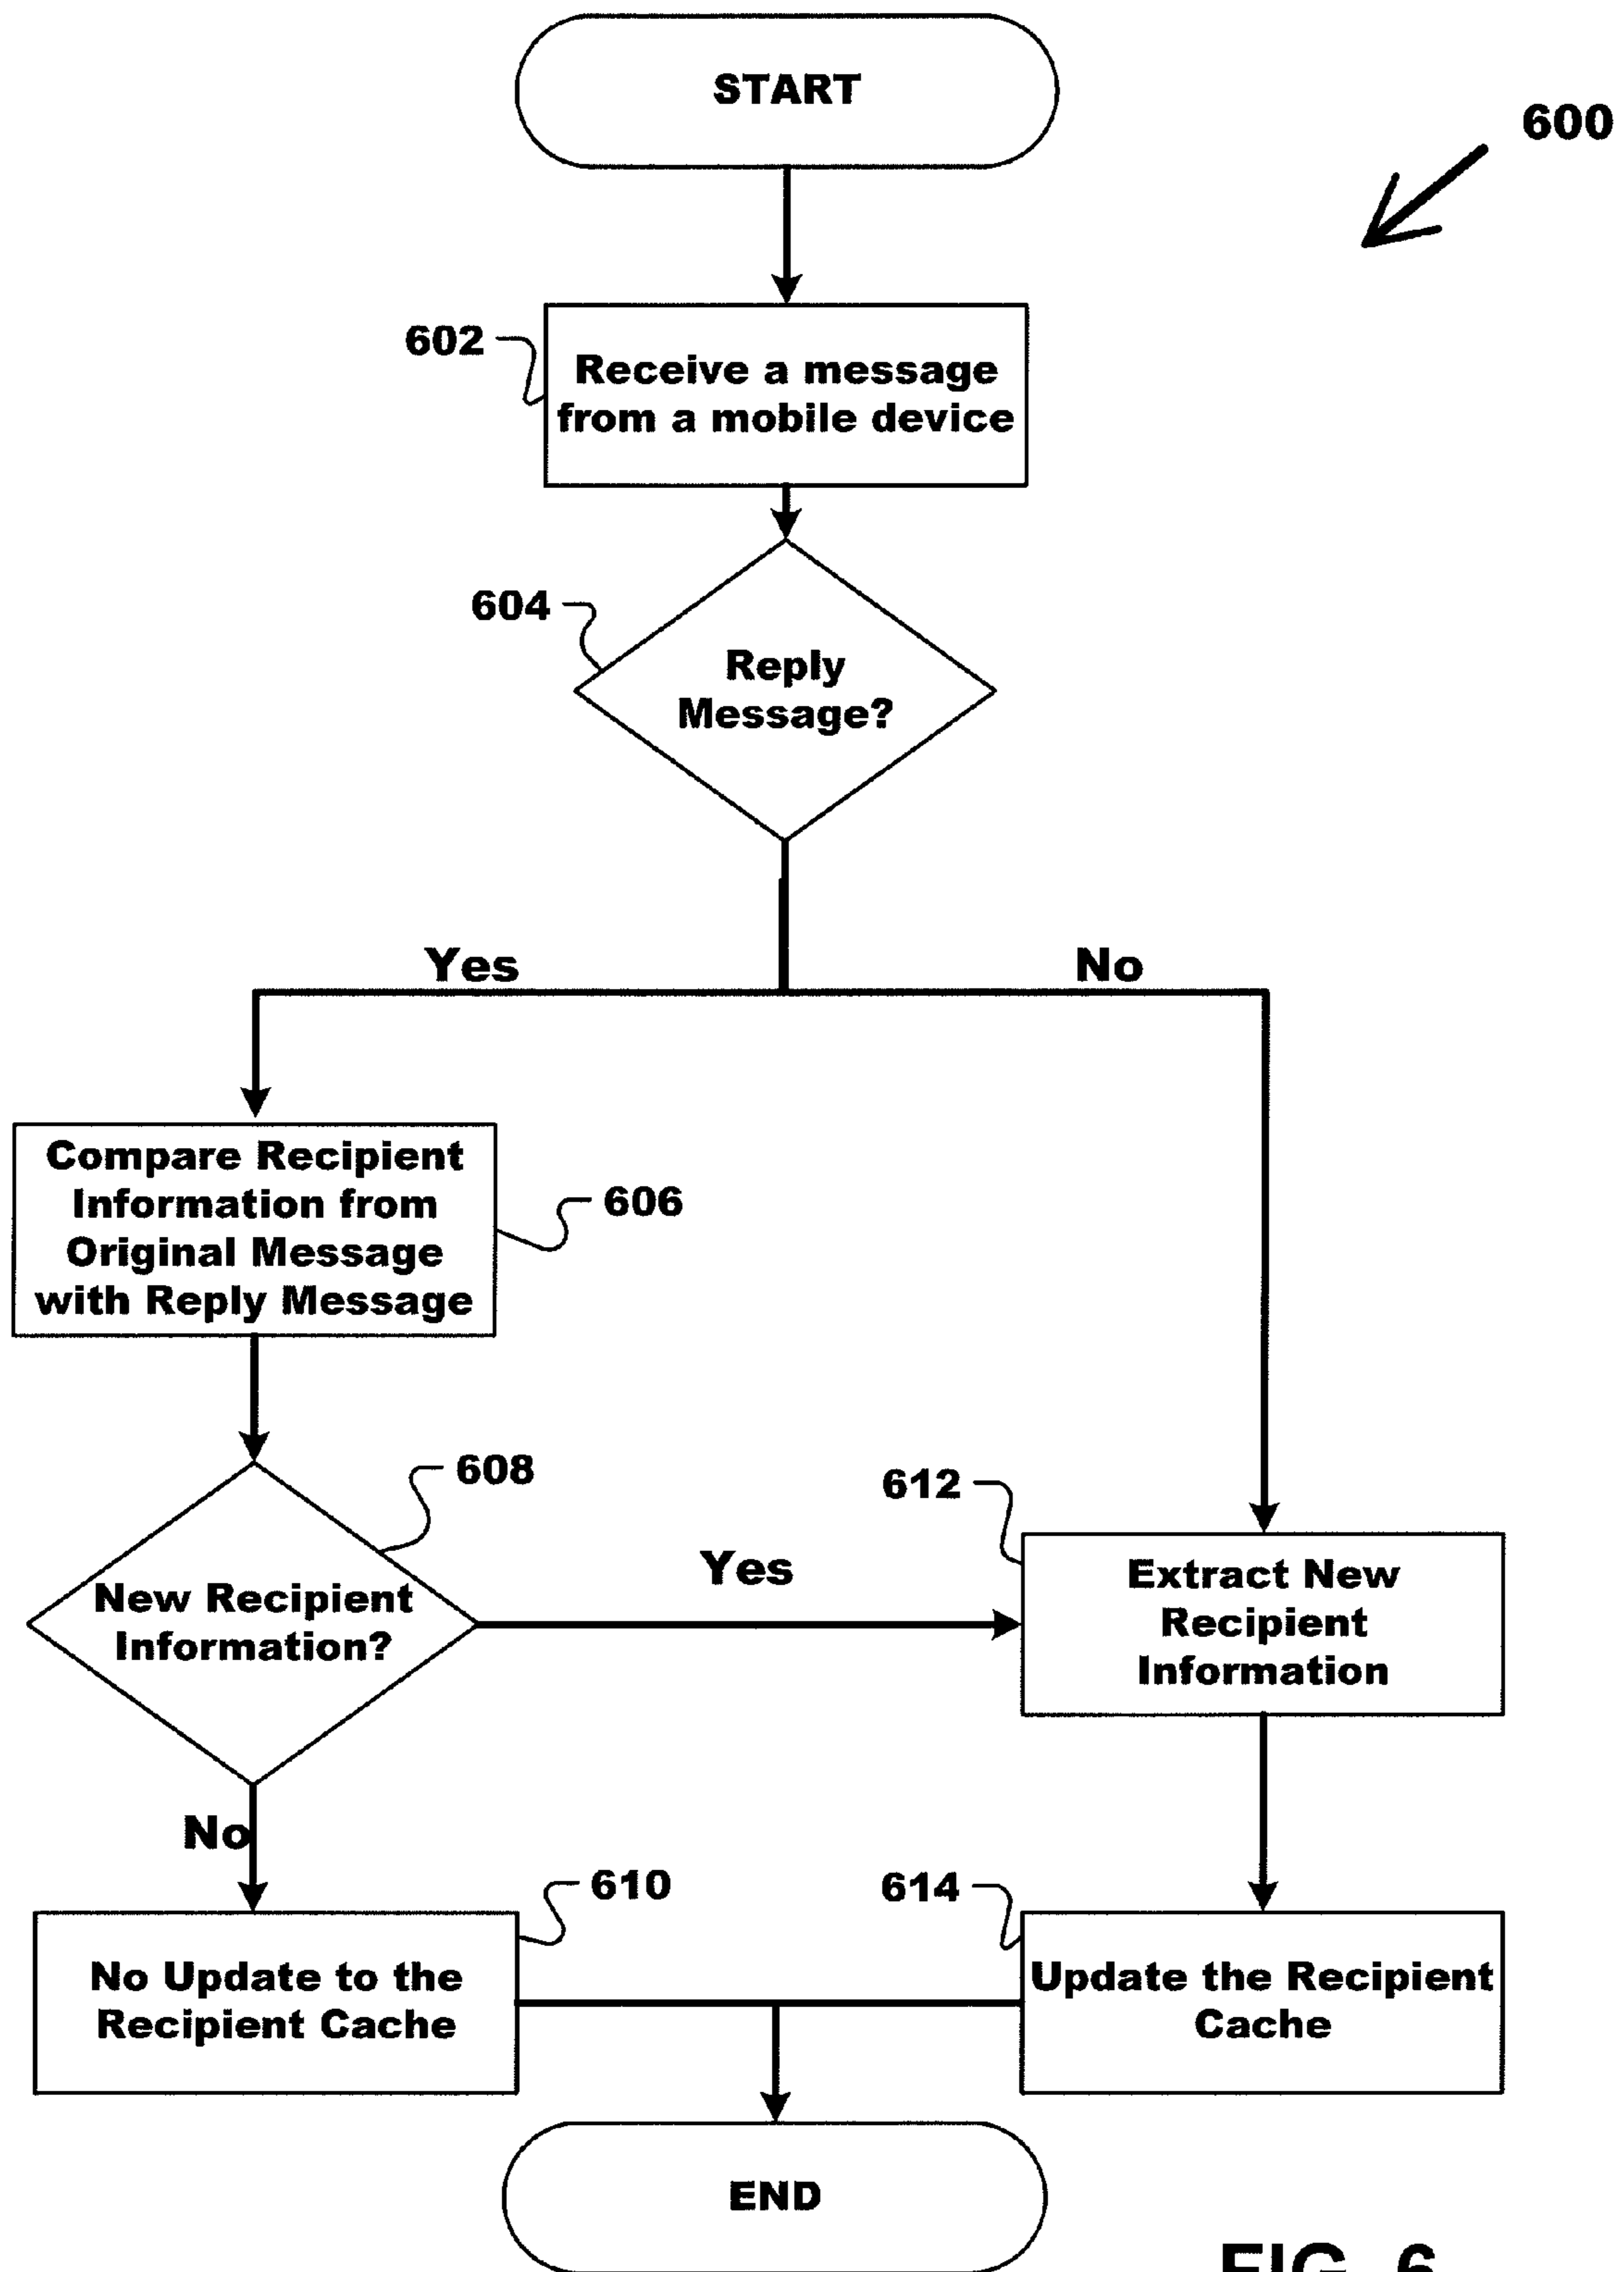 START
600
602
Receive a message
from a mobile device
604
Reply
Message?
Yes
No
Compare Recipient
Information from
Original Message
with Reply Message
606
608
New Recipient
Information?
Yes
612
Extract New
Recipient
Information
No
610
No Update to the
Recipient Cache
614
Update the Recipient
Cache
END
FIG. 6